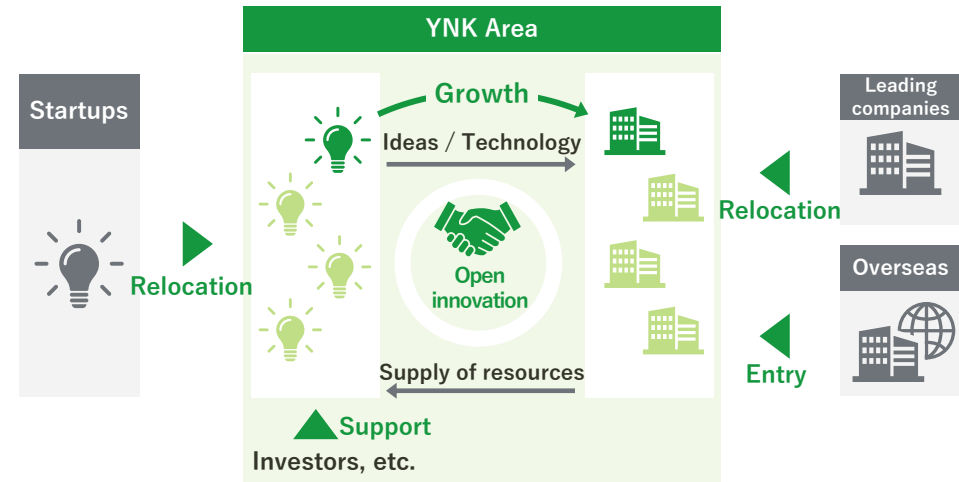 YNK Area
Startups
Relocation
Growth
Ideas / Technology
Open
innovation
Supply of resources
Support
Investors, etc.
Leading
companies
Relocation
Overseas
Entry